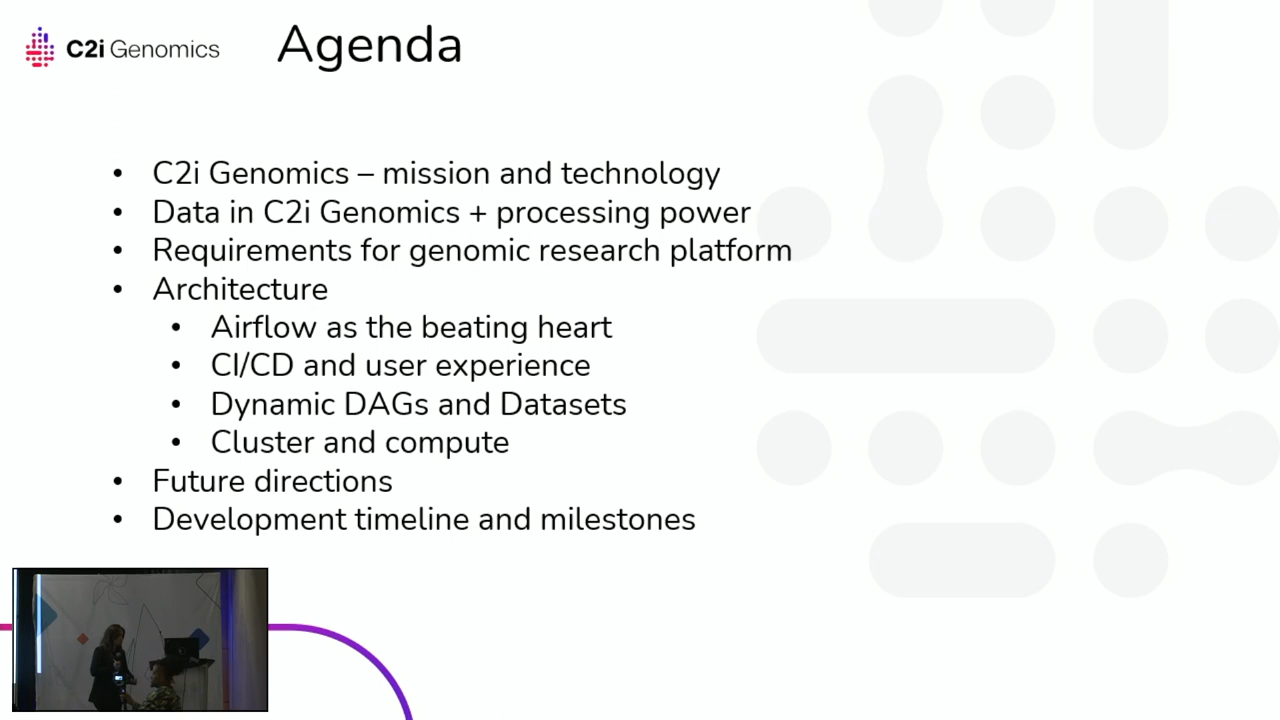 C2i Genomics
Agenda
• C2i Genomics – mission and technology
• Data in C2i Genomics + processing power
• Requirements for genomic research platform
• Architecture
• Airflow as the beating heart
• CI/CD and user experience
• Dynamic DAGs and Datasets
• Cluster and compute
• Future directions
• Development timeline and milestones